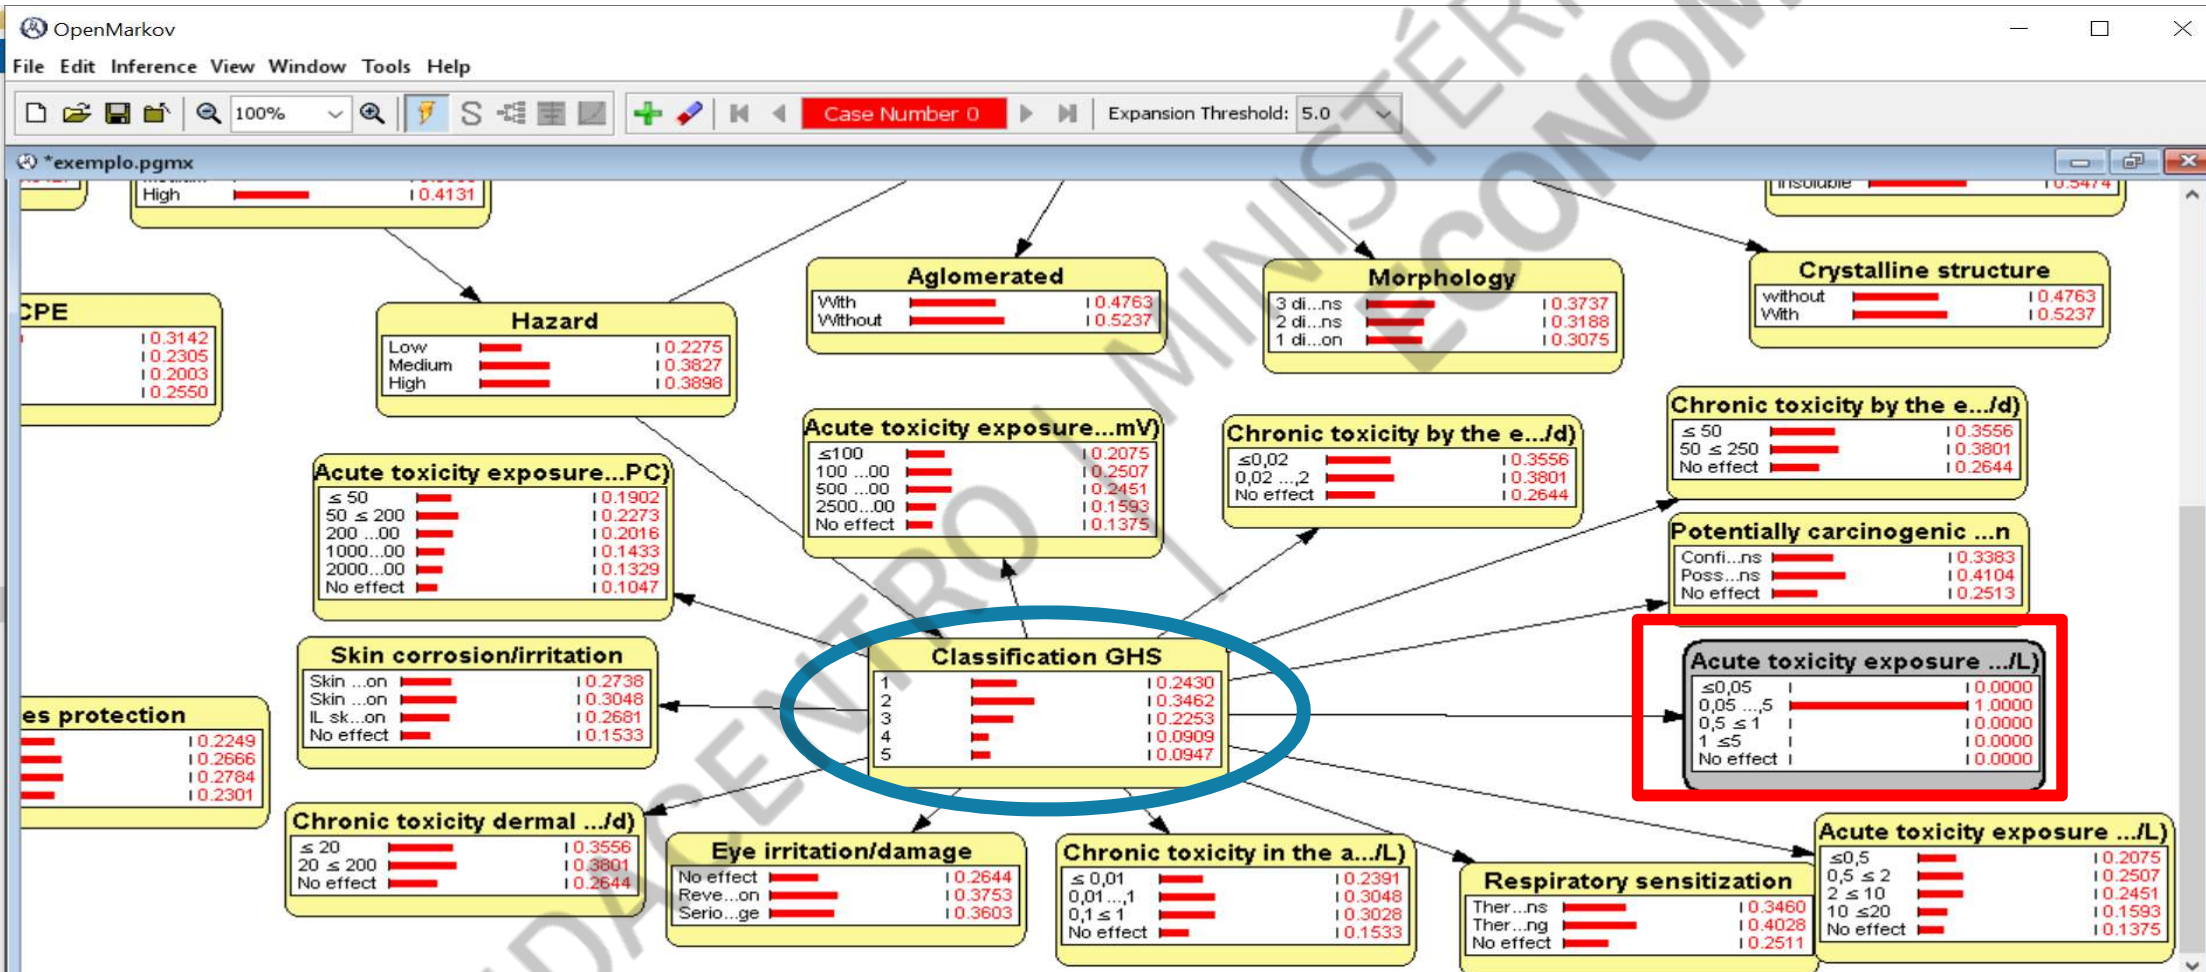 OpenMarkov
File Edit Inference View Window Tools Help
100%
S
Case Number 0
Expansion Threshold: 5.0
*exemplo.pgmx
High 0.4131
Insoluble 0.5474
CPE
0.3142
0.2305
0.2003
0.2550
Hazard
Low 0.2275
Medium 0.3827
High 0.3898
Aglomerated
With 0.4763
Without 0.5237
Morphology
3 di...ns 0.3737
2 di...ns 0.3188
1 di...on 0.3075
Crystalline structure
without 0.4763
With 0.5237
Acute toxicity exposure...PC)
≤ 50 0.1902
50 ≤ 200 0.2273
200 ...00 0.2016
1000...00 0.1433
2000...00 0.1329
No effect 0.1047
Acute toxicity exposure...mV)
≤100 0.2075
100 ...00 0.2507
500 ...00 0.2451
2500...00 0.1593
No effect 0.1375
Chronic toxicity by the e.../d)
≤0,02 0.3556
0,02 ...,2 0.3801
No effect 0.2644
Chronic toxicity by the e.../d)
≤ 50 0.3556
50 ≤ 250 0.3801
No effect 0.2644
Potentially carcinogenic ...n
Confi...ns 0.3383
Poss...ns 0.4104
No effect 0.2513
Skin corrosion/irritation
Skin ...on 0.2738
Skin ...on 0.3048
IL sk...on 0.2681
No effect 0.1533
Classification GHS
1 0.2430
2 0.3462
3 0.2253
4 0.0909
5 0.0947
Acute toxicity exposure .../L)
≤0,05 0.0000
0,05 ...,5 1.0000
0,5 ≤ 1 0.0000
1 ≤5 0.0000
No effect 0.0000
es protection
0.2249
0.2666
0.2784
0.2301
Chronic toxicity dermal .../d)
≤ 20 0.3556
20 ≤ 200 0.3801
No effect 0.2644
Eye irritation/damage
No effect 0.2644
Reve...on 0.3753
Serio...ge 0.3603
Chronic toxicity in the a.../L)
≤ 0,01 0.2391
0,01 ...,1 0.3048
0,1 ≤ 1 0.3028
No effect 0.1533
Respiratory sensitization
Ther...ns 0.3460
Ther...ng 0.4028
No effect 0.2511
Acute toxicity exposure .../L)
≤0,5 0.2075
0,5 ≤ 2 0.2507
2 ≤ 10 0.2451
10 ≤20 0.1593
No effect 0.1375
NDACENTRO | MINISTÉRI
ECONOM